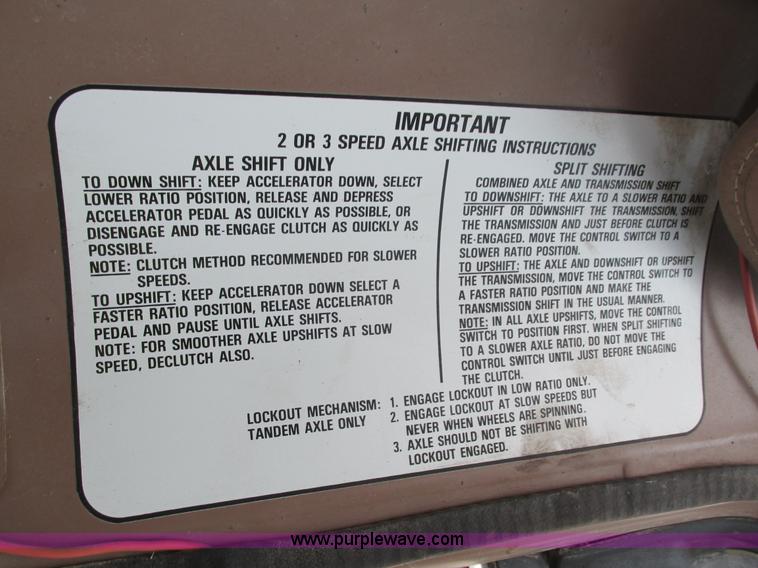 IMPORTANT
2 OR 3 SPEED AXLE SHIFTING INSTRUCTIONS
AXLE SHIFT ONLY
TO DOWN SHIFT: KEEP ACCELERATOR DOWN, SELECT
LOWER RATIO POSITION, RELEASE AND DEPRESS
ACCELERATOR PEDAL AS QUICKLY AS POSSIBLE, OR
DISENGAGE AND RE-ENGAGE CLUTCH AS QUICKLY AS
POSSIBLE.
NOTE: CLUTCH METHOD RECOMMENDED FOR SLOWER
SPEEDS.
TO UPSHIFT: KEEP ACCELERATOR DOWN SELECT A
FASTER RATIO POSITION, RELEASE ACCELERATOR
PEDAL AND PAUSE UNTIL AXLE SHIFTS.
NOTE: FOR SMOOTHER AXLE UPSHIFTS AT SLOW
SPEED, DECLUTCH ALSO.
SPLIT SHIFTING
COMBINED AXLE AND TRANSMISSION SHIFT
TO DOWNSHIFT: THE AXLE TO A SLOWER RATIO AND
UPSHIFT OR DOWNSHIFT THE TRANSMISSION, SHIFT
THE TRANSMISSION AND JUST BEFORE CLUTCH IS
RE-ENGAGED. MOVE THE CONTROL SWITCH TO A
SLOWER RATIO POSITION.
TO UPSHIFT: THE AXLE AND DOWNSHIFT OR UPSHIFT
THE TRANSMISSION, MOVE THE CONTROL SWITCH TO
A FASTER RATIO POSITION AND MAKE THE
TRANSMISSION SHIFT IN THE USUAL MANNER.
NOTE: IN ALL AXLE UPSHIFTS, MOVE THE CONTROL
SWITCH TO POSITION FIRST. WHEN SPLIT SHIFTING
TO A SLOWER AXLE RATIO, DO NOT MOVE THE
CONTROL SWITCH UNTIL JUST BEFORE ENGAGING
THE CLUTCH.
LOCKOUT MECHANISM: 1. ENGAGE LOCKOUT IN LOW RATIO ONLY.
TANDEM AXLE ONLY 2. ENGAGE LOCKOUT AT SLOW SPEEDS BUT
NEVER WHEN WHEELS ARE SPINNING.
3. AXLE SHOULD NOT BE SHIFTING WITH
LOCKOUT ENGAGED.
www.purplewave.com